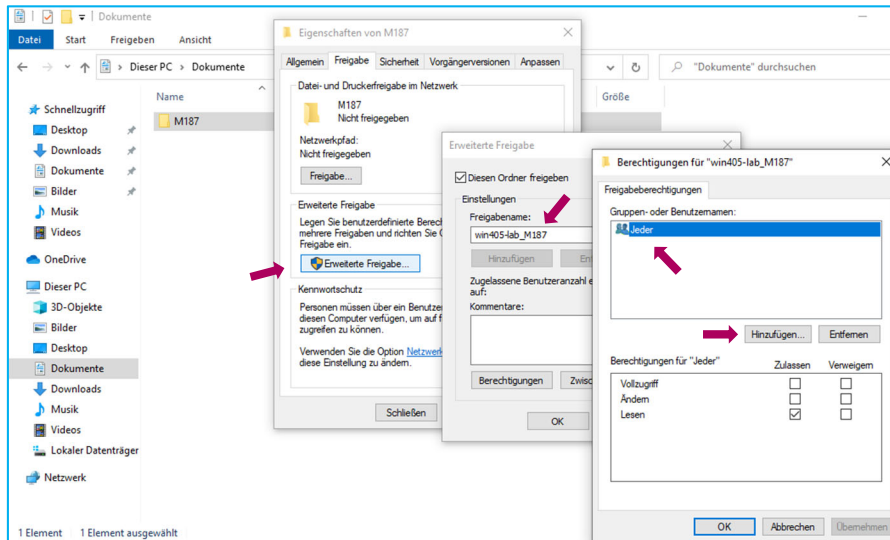 Dokumente
Datei Start Freigeben Ansicht
Dieser PC > Dokumente
"Dokumente" durchsuchen
Schnellzugriff
Desktop
Downloads
Dokumente
Bilder
Musik
Videos
OneDrive
Dieser PC
3D-Objekte
Bilder
Desktop
Dokumente
Downloads
Musik
Videos
Lokaler Datenträger
Netzwerk
Name
Größe
M187
1 Element 1 Element ausgewählt
Eigenschaften von M187
Allgemein Freigabe Sicherheit Vorgängerversionen Anpassen
Datei- und Druckerfreigabe im Netzwerk
M187
Nicht freigegeben
Netzwerkpfad:
Nicht freigegeben
Freigabe...
Erweiterte Freigabe
Legen Sie benutzerdefinierte
mehrere Freigaben und richten Sie
Freigabe ein.
Erweiterte Freigabe...
Kennwortschutz
Personen müssen über ein
diesen Computer verfügen, um auf
zugreifen zu können.
Verwenden Sie die Option
diese Einstellung zu ändern.
Schließen
Erweiterte Freigabe
Diesen Ordner freigeben
Einstellungen
Freigabename:
win405-lab_M187
Hinzufügen
Zugelassene Benutzeranzahl
auf:
Kommentare:
Berechtigungen
OK
Berechtigungen für "win405-lab_M187"
Freigabeberechtigungen
Gruppen- oder Benutzernamen:
Jeder
Hinzufügen... Entfernen
Berechtigungen für "Jeder" Zulassen Verweigern
Vollzugriff
Ändern
Lesen
OK Abbrechen Übernehmen